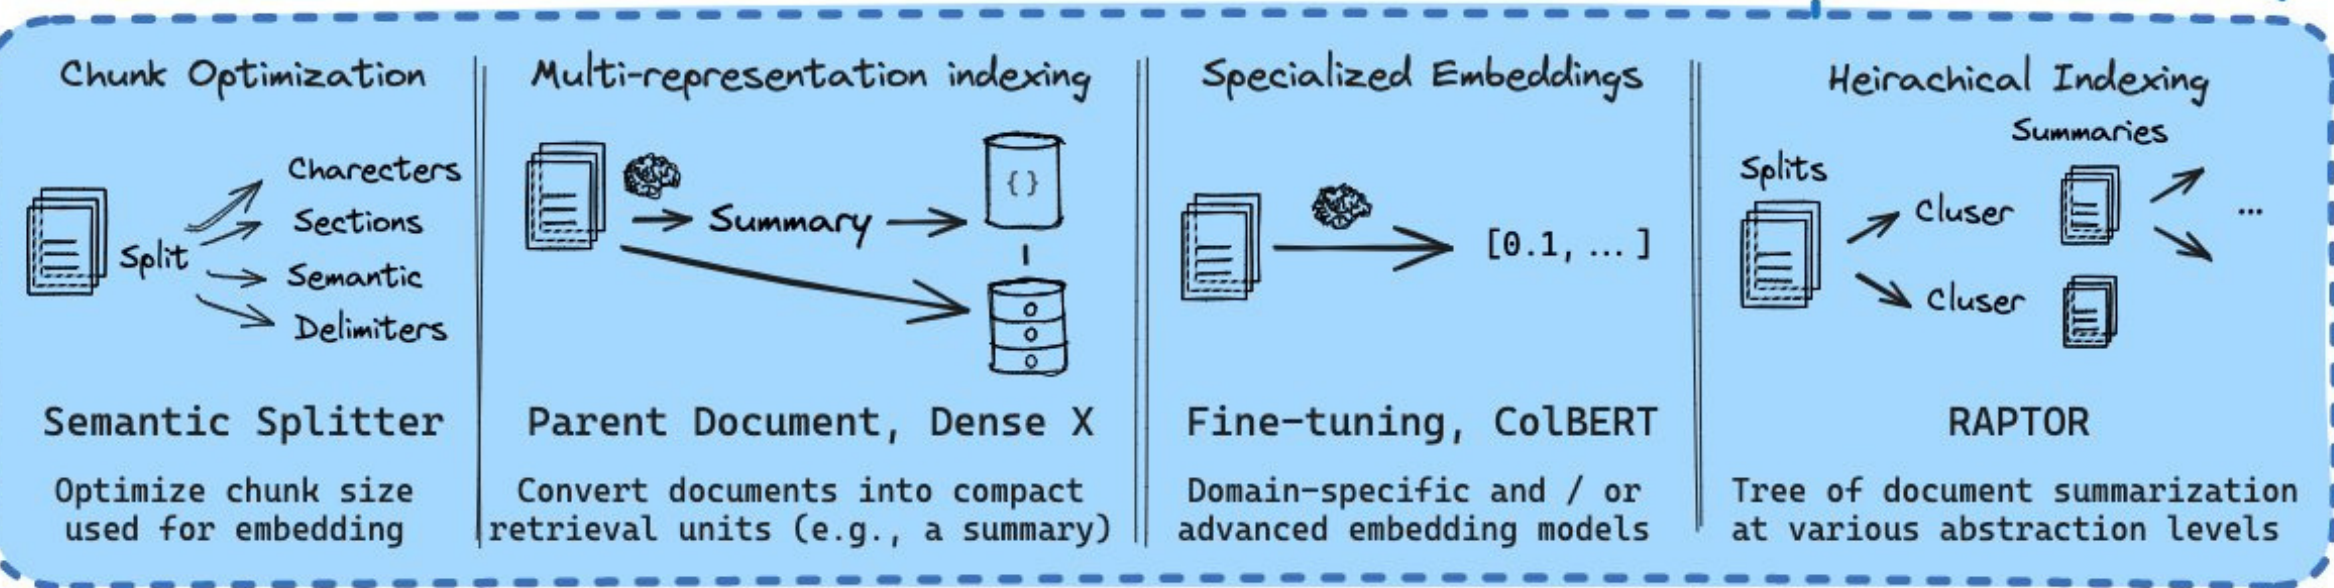 Chunk Optimization
Split
Charecters
Sections
Semantic
Delimiters
Semantic Splitter
Optimize chunk size
used for embedding
Multi-representation indexing
Summary
{}
Parent Document, Dense X
Convert documents into compact
retrieval units (e.g., a summary)
Specialized Embeddings
[0.1, ... ]
Fine-tuning, ColBERT
Domain-specific and / or
advanced embedding models
Heirachical Indexing
Summaries
Splits
Cluser
Cluser
...
RAPTOR
Tree of document summarization
at various abstraction levels